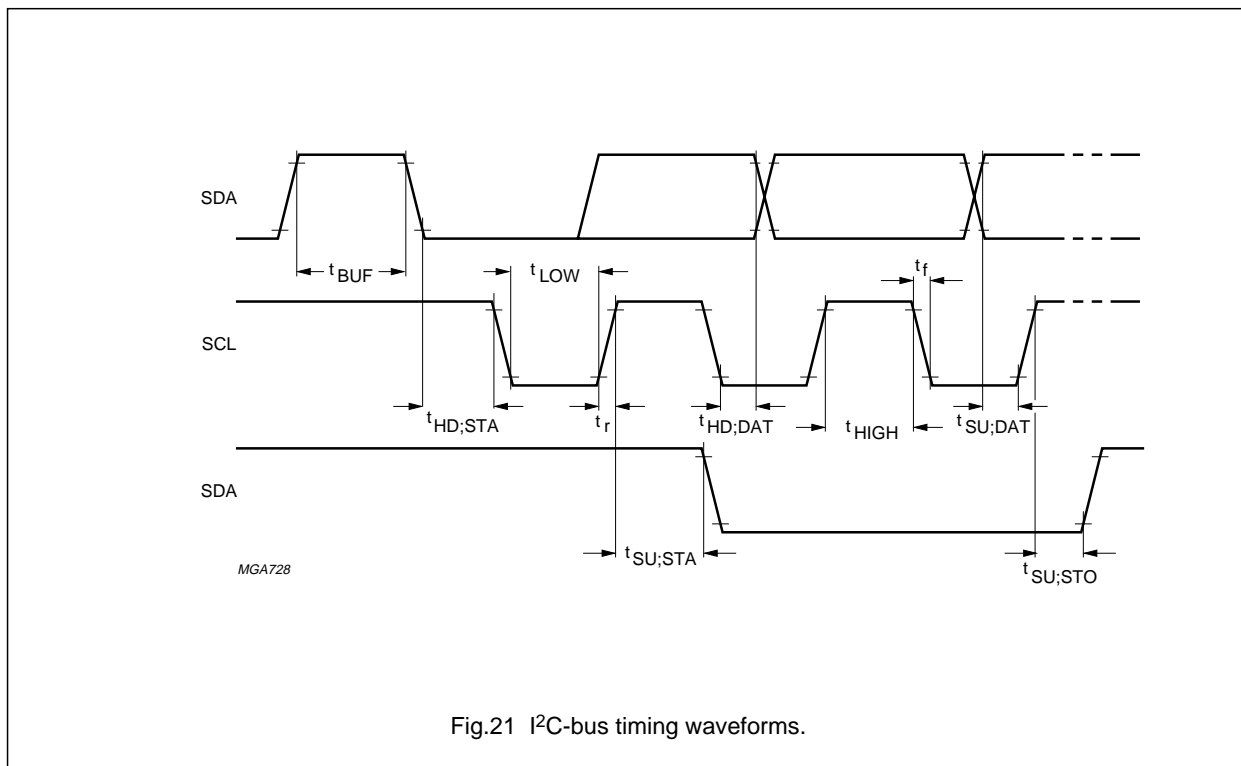 SDA
t BUF
t LOW
t f
SCL
t HD;STA
t r
t HD;DAT
t HIGH
t SU;DAT
SDA
t SU;STA
t SU;STO
MGA728
Fig.21 I²C-bus timing waveforms.